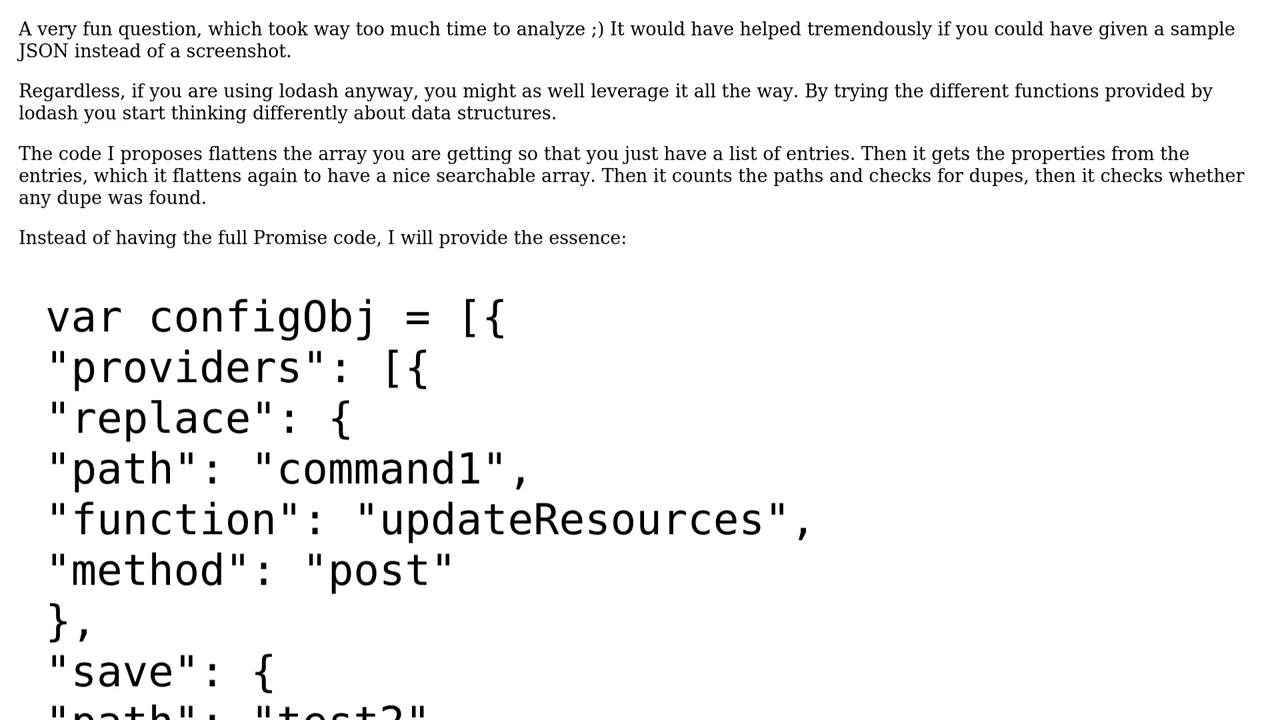 A very fun question, which took way too much time to analyze ;) It would have helped tremendously if you could have given a sample
JSON instead of a screenshot.
Regardless, if you are using lodash anyway, you might as well leverage it all the way. By trying the different functions provided by
lodash you start thinking differently about data structures.
The code I proposes flattens the array you are getting so that you just have a list of entries. Then it gets the properties from the
entries, which it flattens again to have a nice searchable array. Then it counts the paths and checks for dupes, then it checks whether
any dupe was found.
Instead of having the full Promise code, I will provide the essence:
var configObj = [{
"providers": [{
"replace": {
"path": "command1",
"function": "updateResources",
"method": "post"
},
"save": {
"path": "test2"